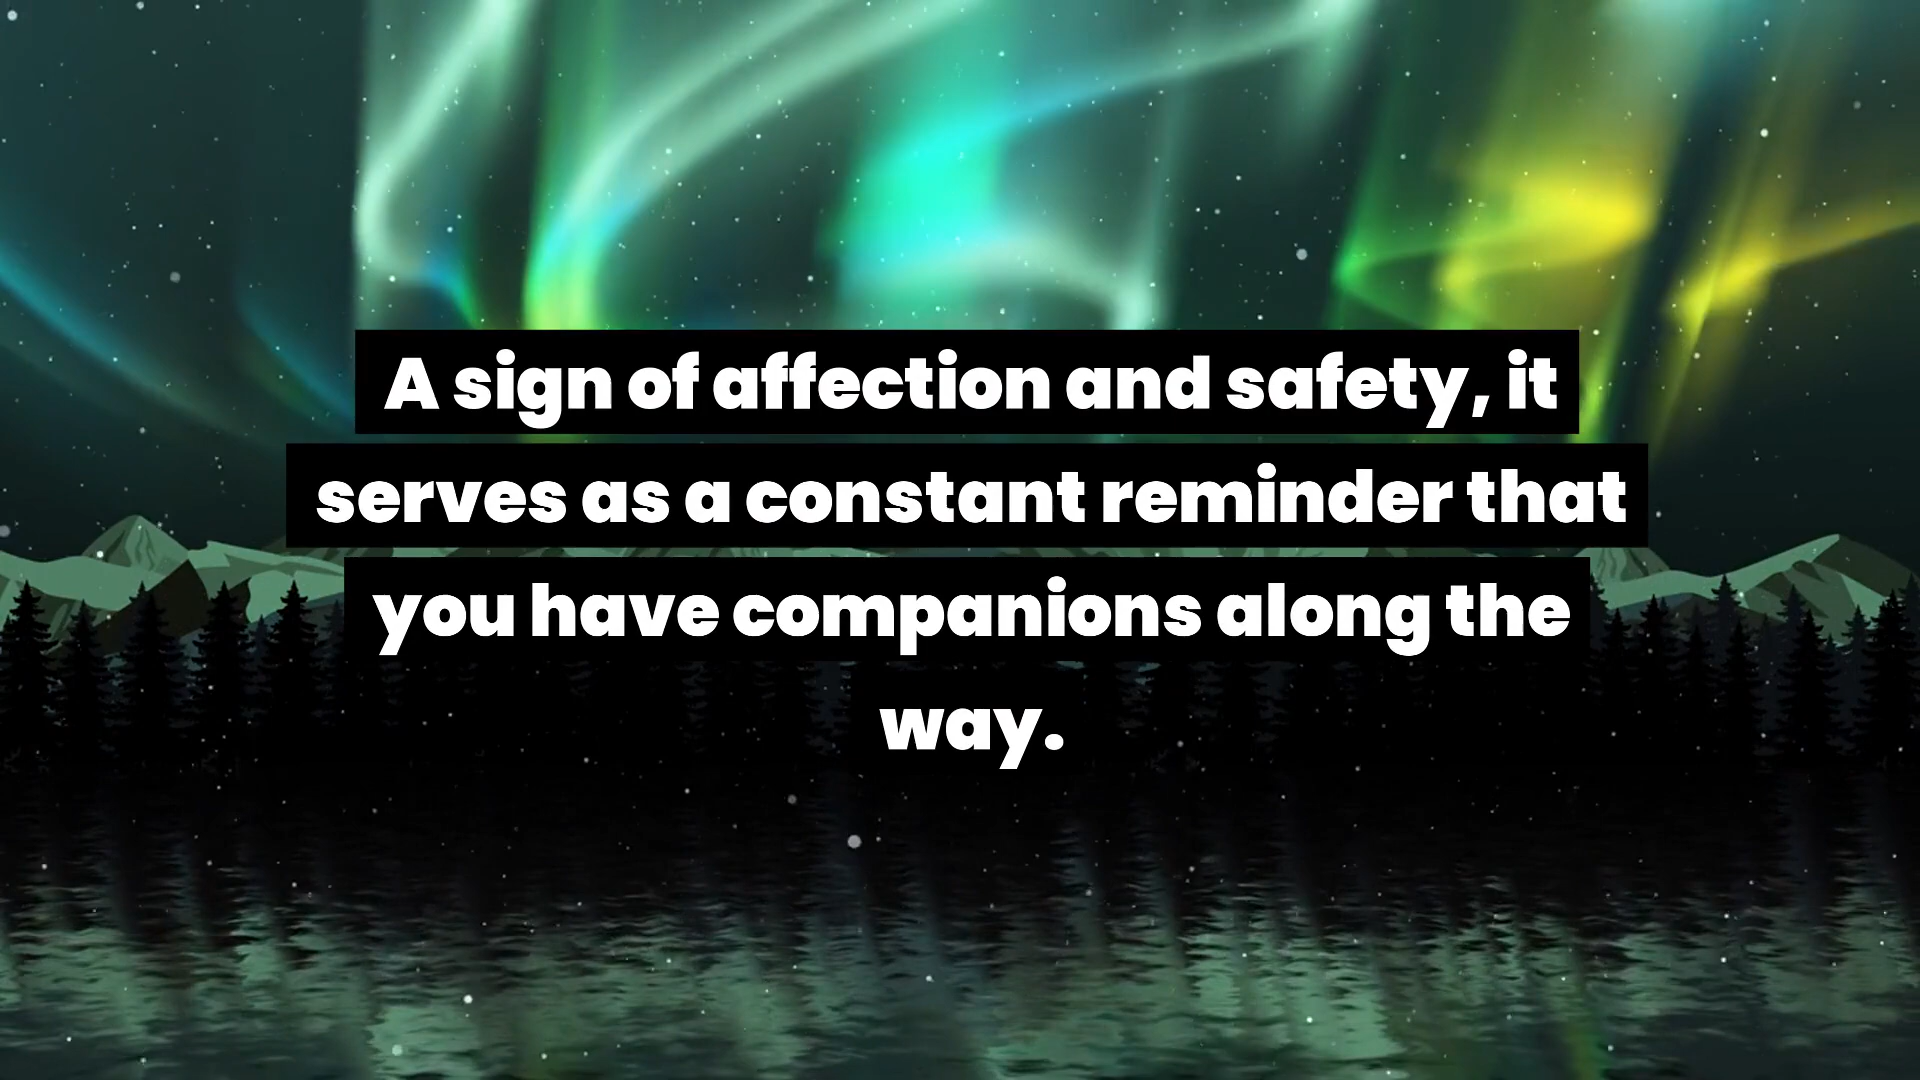 A sign of affection and safety, it
serves as a constant reminder that
you have companions along the
way.